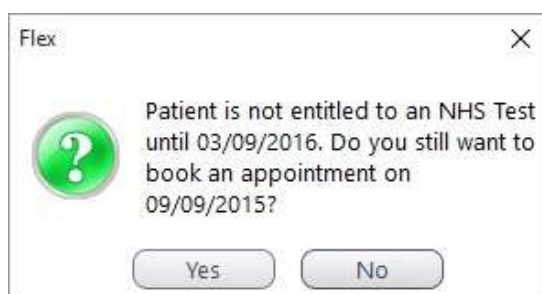 Flex
Patient is not entitled to an NHS Test
until 03/09/2016. Do you still want to
book an appointment on
09/09/2015?
Yes
No